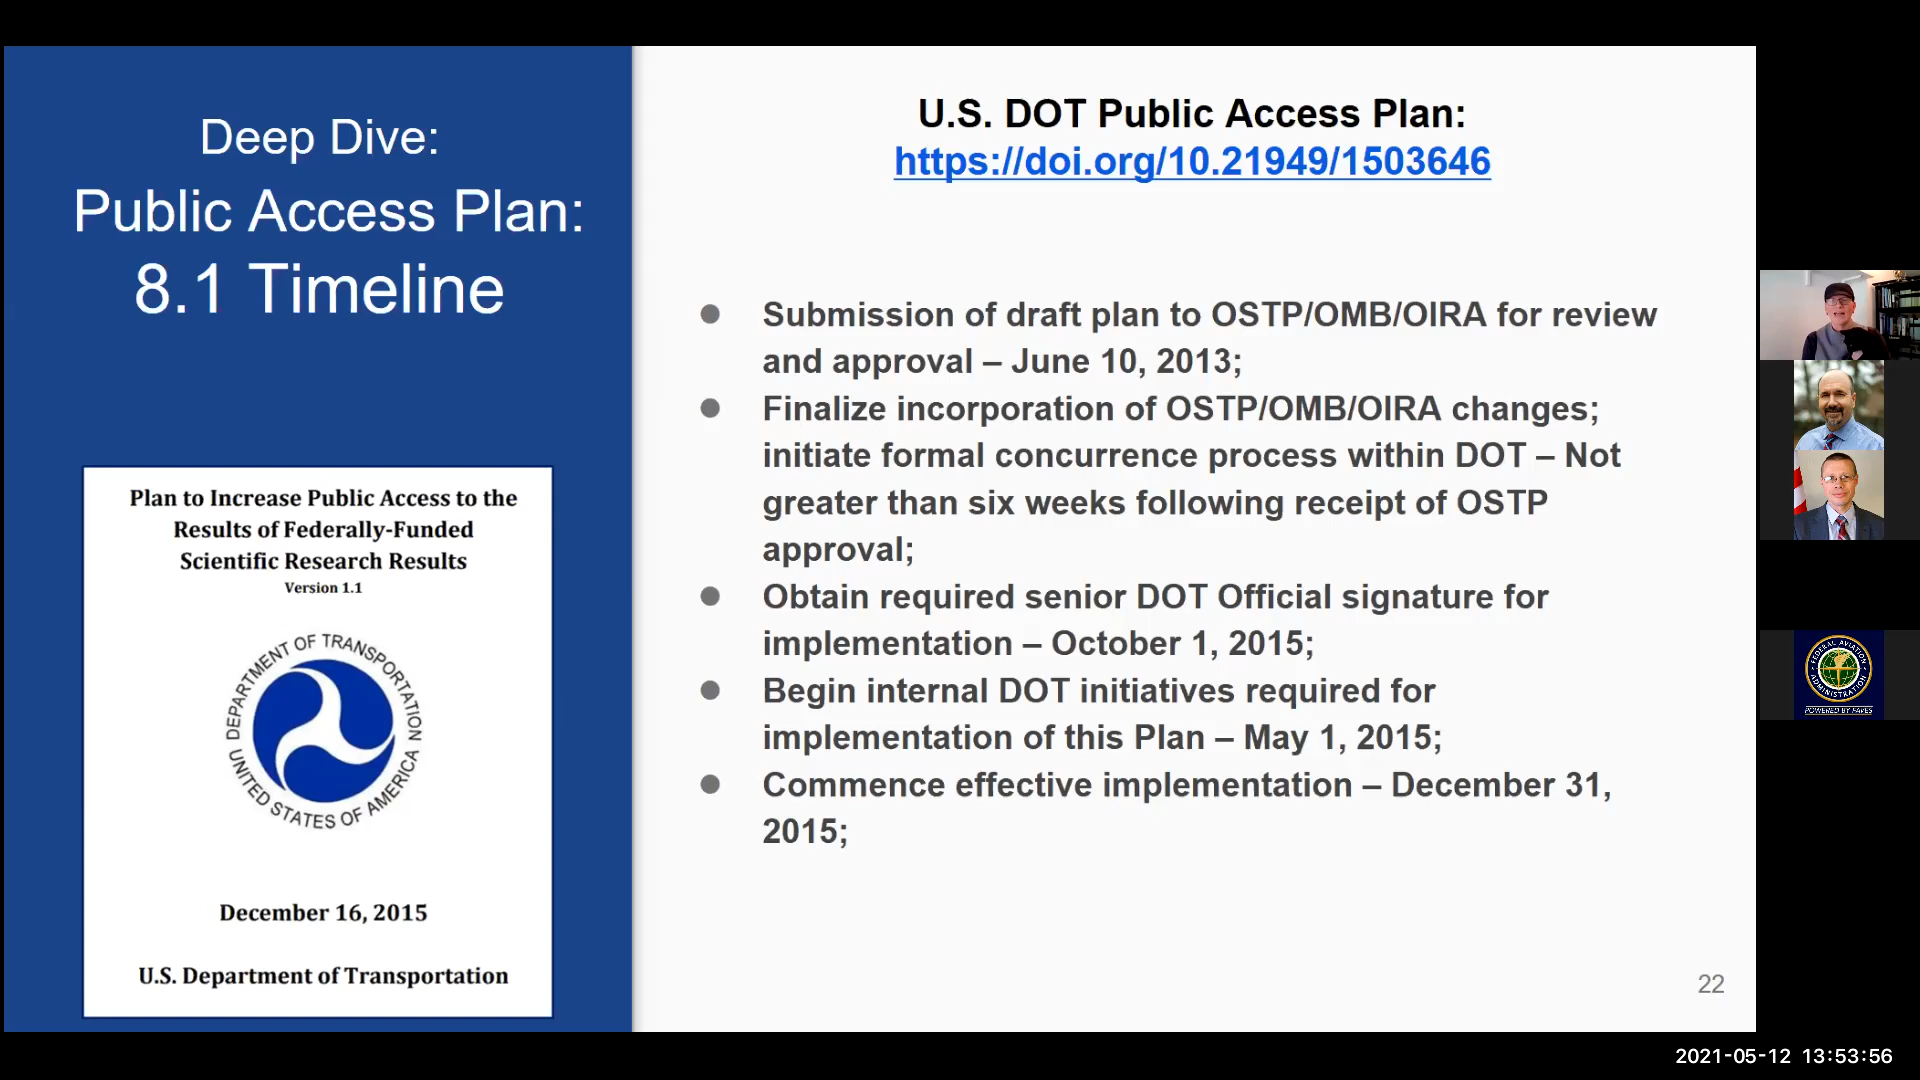 Deep Dive:
Public Access Plan:
8.1 Timeline
Plan to Increase Public Access to the
Results of Federally-Funded
Scientific Research Results
Version 1.1
DEPARTMENT OF TRANSPORTATION
UNITED STATES OF AMERICA
December 16, 2015
U.S. Department of Transportation
U.S. DOT Public Access Plan:
https://doi.org/10.21949/1503646
● Submission of draft plan to OSTP/OMB/OIRA for review
and approval – June 10, 2013;
● Finalize incorporation of OSTP/OMB/OIRA changes;
initiate formal concurrence process within DOT – Not
greater than six weeks following receipt of OSTP
approval;
● Obtain required senior DOT Official signature for
implementation – October 1, 2015;
● Begin internal DOT initiatives required for
implementation of this Plan – May 1, 2015;
● Commence effective implementation – December 31,
2015;
22
FEDERAL AVIATION
ADMINISTRATION
POWERED BY PAPERS
2021-05-12 13:53:56